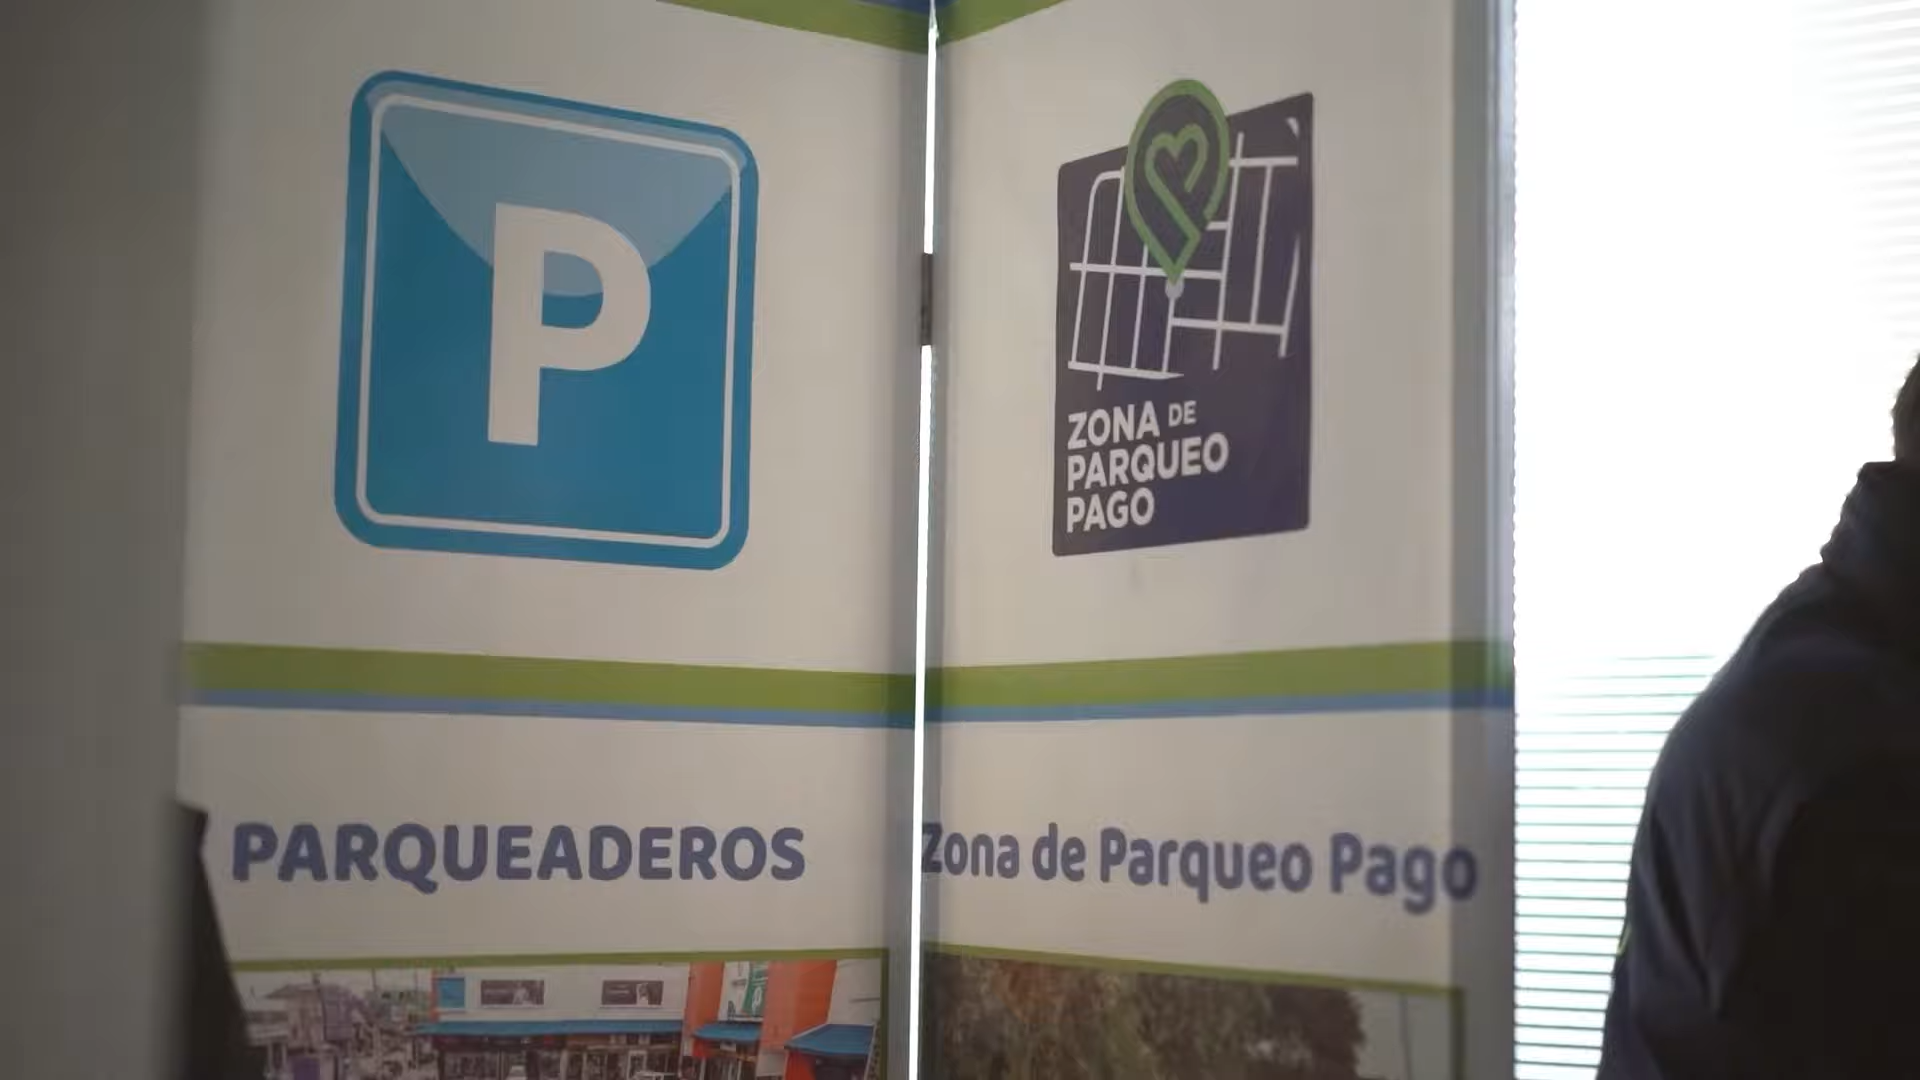 P
PARQUEADEROS
ZONA DE
PARQUEO
PAGO
Zona de Parqueo Pago